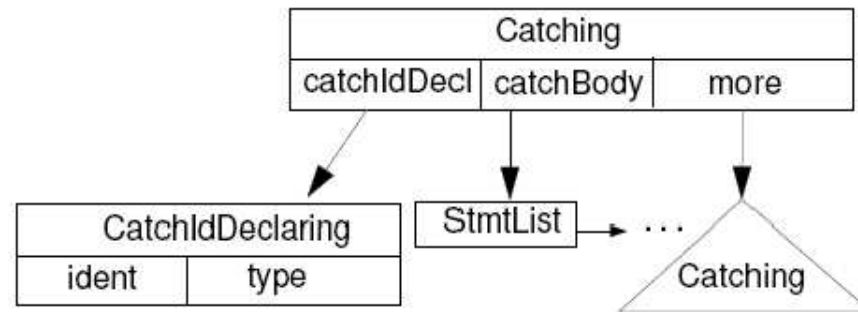 Catching
catchIdDecl catchBody more
CatchIdDeclaring
ident type
StmtList ...
Catching